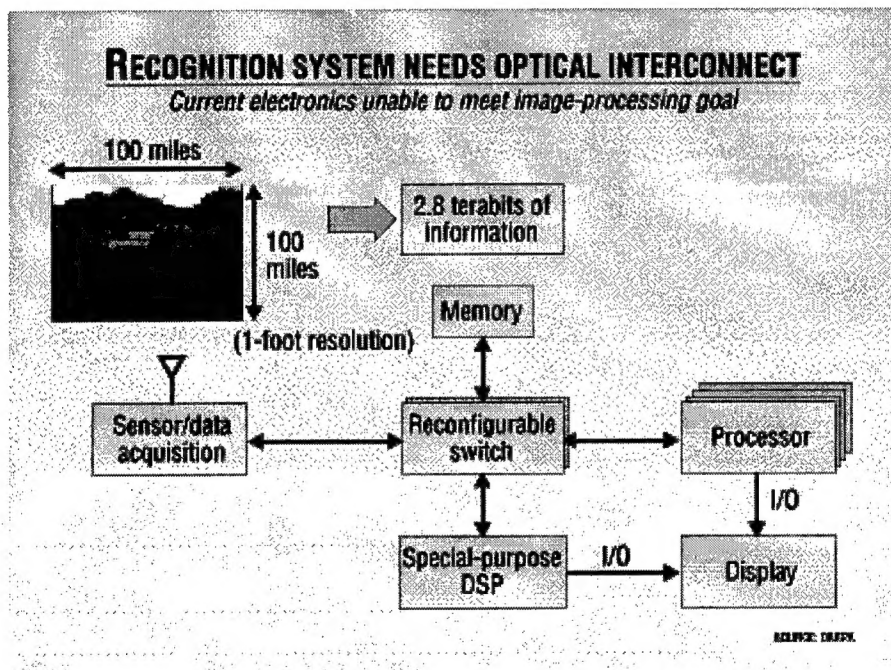 RECOGNITION SYSTEM NEEDS OPTICAL INTERCONNECT
Current electronics unable to meet image-processing goal
100 miles
2.8 terabits of
information
100
miles
(1-foot resolution)
Memory
Sensor/data
acquisition
Reconfigurable
switch
Processor
I/O
Special-purpose
DSP
I/O
Display
SOURCE: